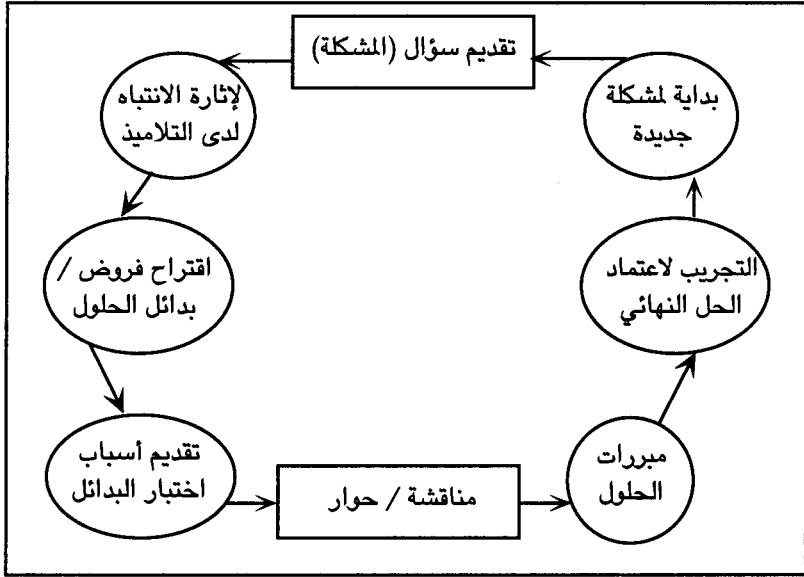 تقديم سؤال (المشكلة)
لإثارة الانتباه
لدى التلاميذ
اقتراح فروض /
بدائل الحلول
تقديم أسباب
اختبار البدائل
مناقشة / حوار
مبررات
الحلول
التجريب لاعتماد
الحل النهائي
بداية لمشكلة
جديدة